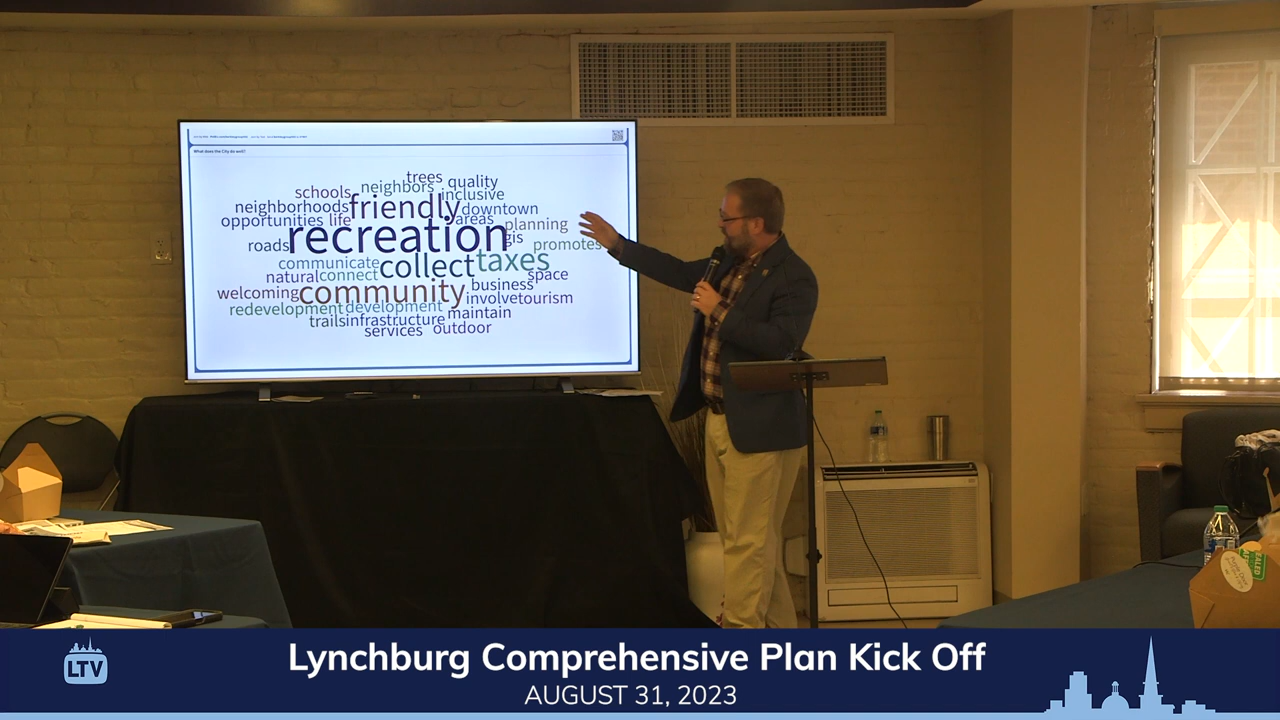 What does the City do well?
trees
neighbors quality
schools inclusive
neighborhoods friendly downtown
opportunities life areas planning
recreation gis
roads promotes
communicate collect taxes
natural connect space
welcoming community business
involve tourism
redevelopment development maintain
trails infrastructure
services outdoor
LTV
Lynchburg Comprehensive Plan Kick Off
AUGUST 31, 2023